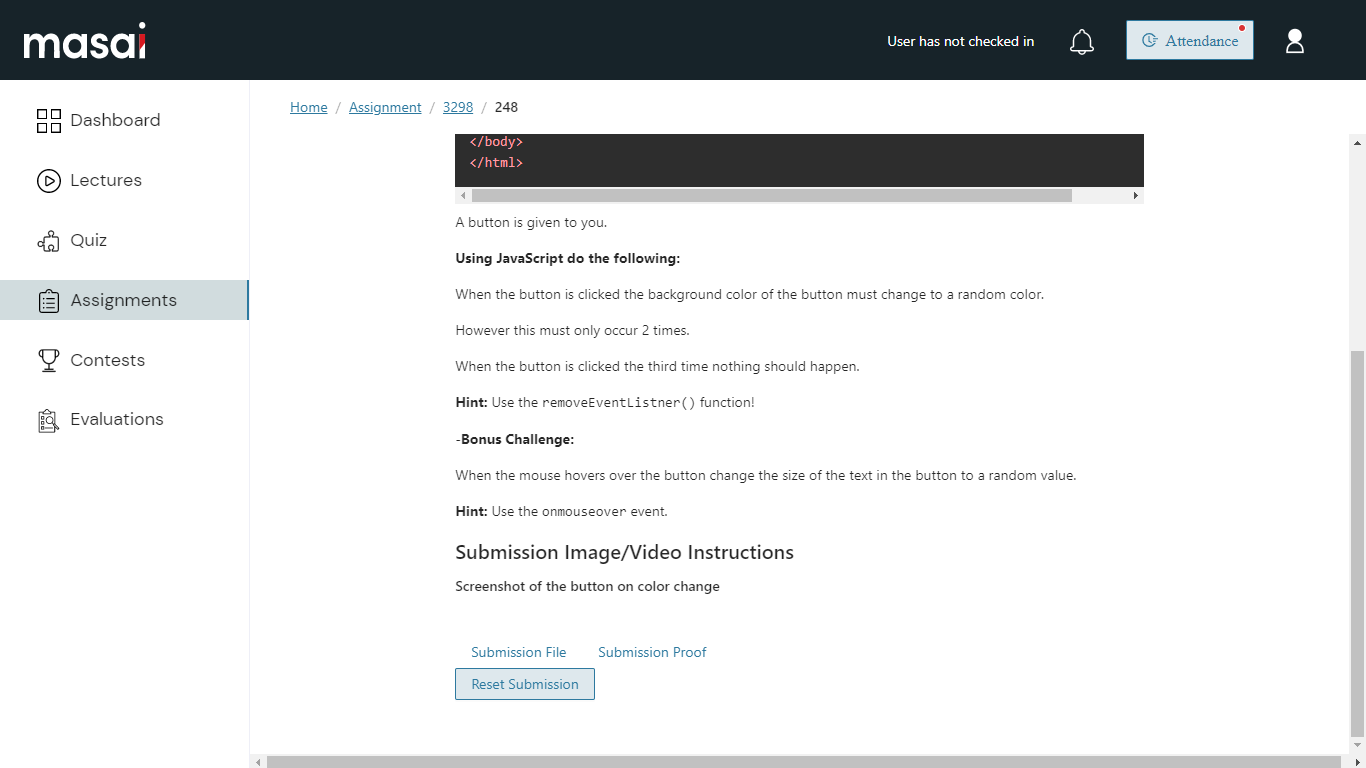 masai
User has not checked in
Attendance
Dashboard
Lectures
Quiz
Assignments
Contests
Evaluations
Home / Assignment / 3298 / 248
</body>
</html>
A button is given to you.
Using JavaScript do the following:
When the button is clicked the background color of the button must change to a random color.
However this must only occur 2 times.
When the button is clicked the third time nothing should happen.
Hint: Use the removeEventListner() function!
-Bonus Challenge:
When the mouse hovers over the button change the size of the text in the button to a random value.
Hint: Use the onmouseover event.
Submission Image/Video Instructions
Screenshot of the button on color change
Submission File Submission Proof
Reset Submission